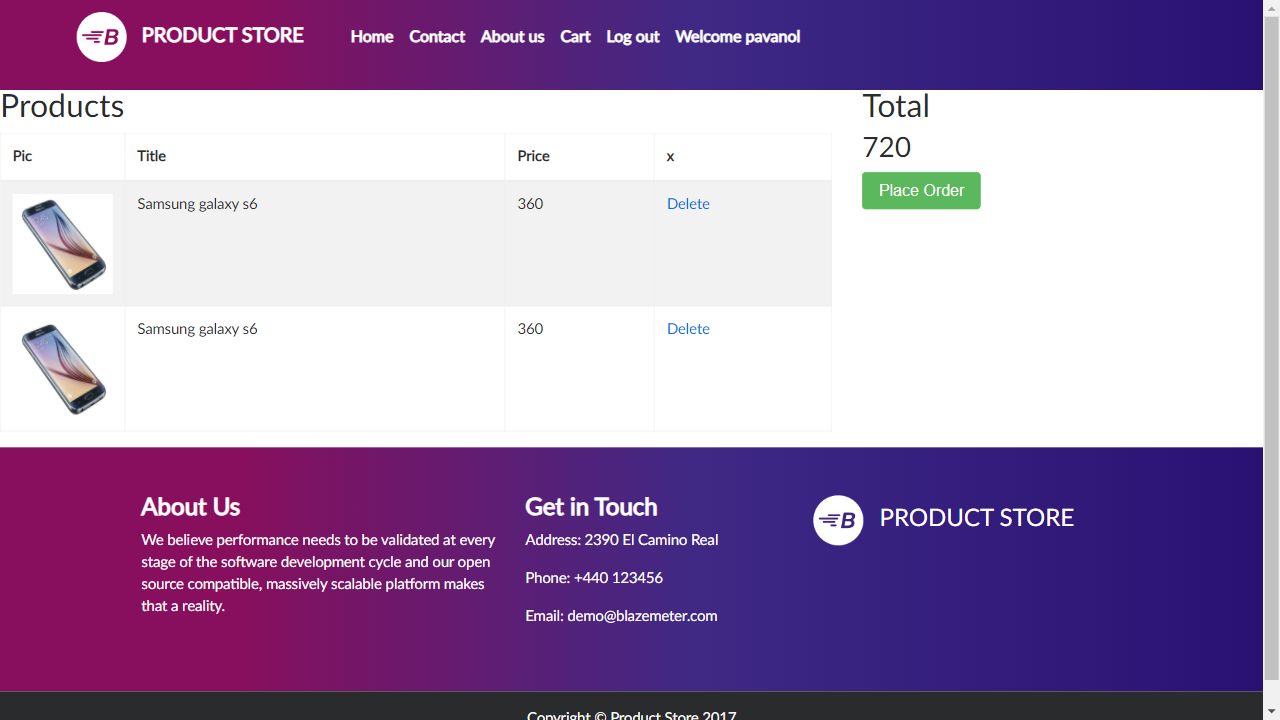 B PRODUCT STORE Home Contact About us Cart Log out Welcome pavanol
Products
Total
720
Place Order
Pic Title Price x
Samsung galaxy s6 360 Delete
Samsung galaxy s6 360 Delete
About Us
We believe performance needs to be validated at every
stage of the software development cycle and our open
source compatible, massively scalable platform makes
that a reality.
Get in Touch
Address: 2390 El Camino Real
Phone: +440 123456
Email: demo@blazemeter.com
B PRODUCT STORE
Copyright © Product Store 2017